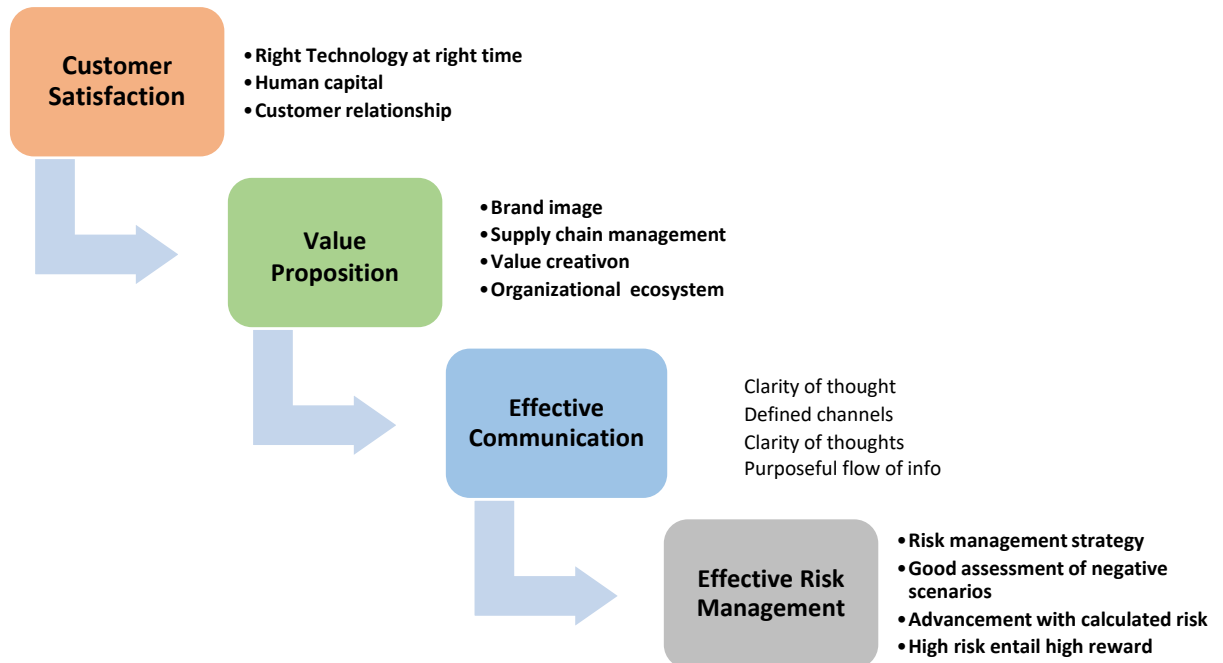 Customer
Satisfaction
•Right Technology at right time
•Human capital
•Customer relationship
Value
Proposition
•Brand image
•Supply chain management
•Value creativon
•Organizational ecosystem
Effective
Communication
Clarity of thought
Defined channels
Clarity of thoughts
Purposeful flow of info
Effective Risk
Management
•Risk management strategy
•Good assessment of negative
scenarios
•Advancement with calculated risk
•High risk entail high reward